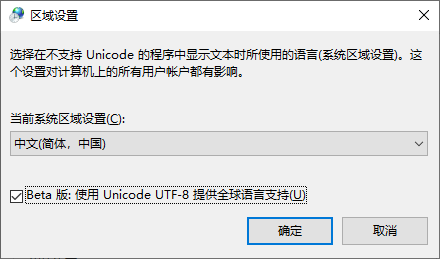 区域设置
选择在不支持 Unicode 的程序中显示文本时所使用的语言(系统区域设置)。这
个设置对计算机上的所有用户帐户都有影响。
当前系统区域设置(C):
中文(简体，中国)
Beta 版: 使用 Unicode UTF-8 提供全球语言支持(U)
确定
取消